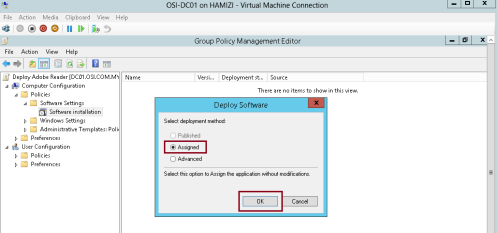 OSI-DC01 on HAMIZI - Virtual Machine Connection
File Action Media Clipboard View Help
Group Policy Management Editor
File Action View Help
Deploy Adobe Reader [DC01.OSI.COM.MY
Computer Configuration
Policies
Software Settings
Software installation
Windows Settings
Administrative Templates: Poli
Preferences
User Configuration
Policies
Preferences
Name Versi... Deployment st... Source
There are no items to show in this view.
Deploy Software
Select deployment method:
Published
Assigned
Advanced
Select this option to Assign the application without modifications.
OK Cancel